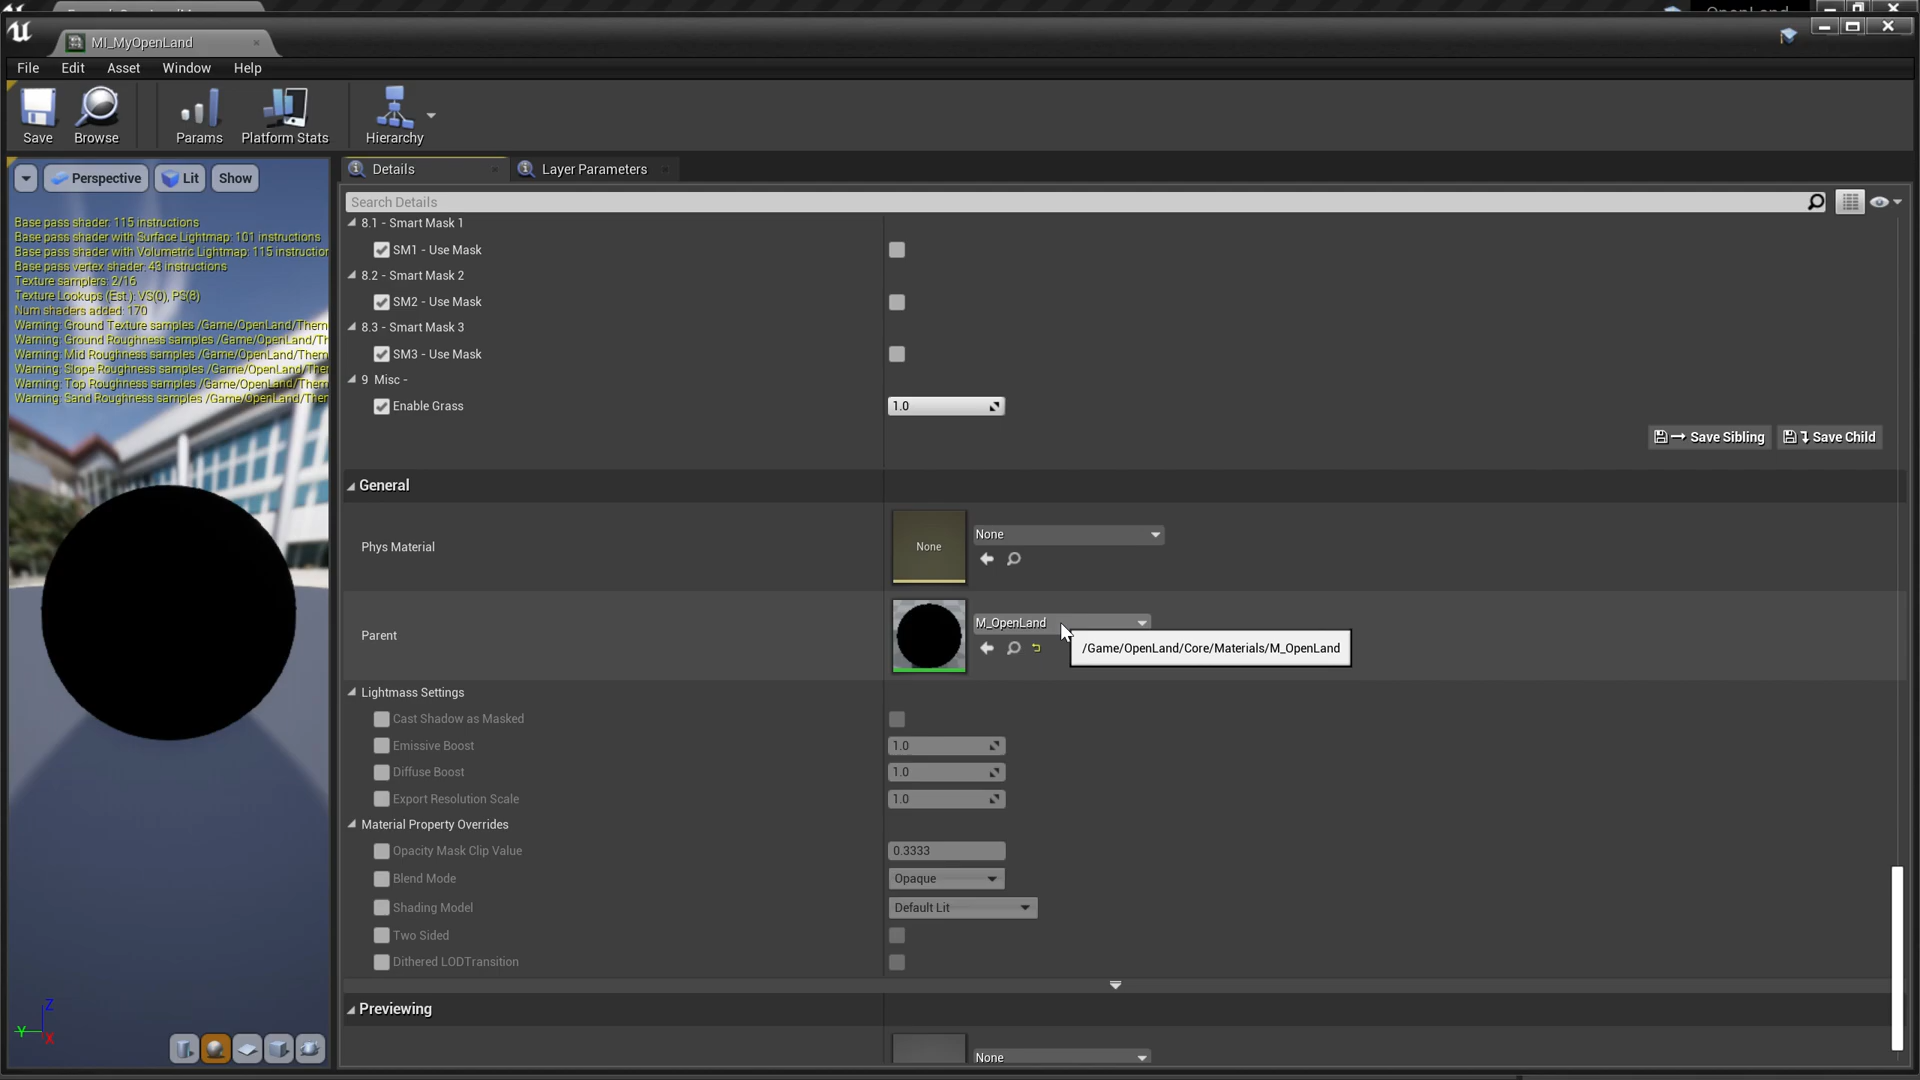 OpenLand
MI_MyOpenLand
File Edit Asset Window Help
Save Browse Params Platform Stats Hierarchy
Perspective Lit Show
Base pass shader: 115 instructions
Base pass shader with Surface Lightmap: 101 instructions
Base pass shader with Volumetric Lightmap: 115 instruction
Base pass vertex shader: 43 instructions
Texture samplers: 2/16
Texture Lookups (Est.): VS(0), PS(8)
Num shaders added: 170
Warning: Ground Texture samples /Game/OpenLand/Them
Warning: Ground Roughness samples /Game/OpenLand/Th
Warning: Mid Roughness samples /Game/OpenLand/Them
Warning: Slope Roughness samples /Game/OpenLand/The
Warning: Top Roughness samples /Game/OpenLand/Them
Warning: Sand Roughness samples /Game/OpenLand/Ther
Z
Y
X
Details Layer Parameters
Search Details
8.1 - Smart Mask 1
SM1 - Use Mask
8.2 - Smart Mask 2
SM2 - Use Mask
8.3 - Smart Mask 3
SM3 - Use Mask
9 Misc -
Enable Grass 1.0
Save Sibling Save Child
General
Phys Material None None
Parent M_OpenLand
/Game/OpenLand/Core/Materials/M_OpenLand
Lightmass Settings
Cast Shadow as Masked
Emissive Boost 1.0
Diffuse Boost 1.0
Export Resolution Scale 1.0
Material Property Overrides
Opacity Mask Clip Value 0.3333
Blend Mode Opaque
Shading Model Default Lit
Two Sided
Dithered LODTransition
Previewing
None